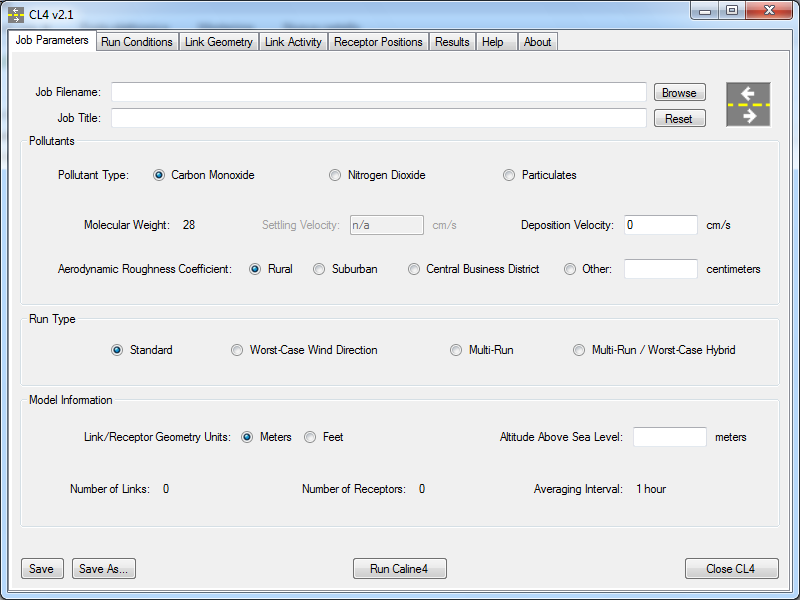 CL4 v2.1
Job Parameters Run Conditions Link Geometry Link Activity Receptor Positions Results Help About
Job Filename: Browse
Job Title: Reset
Pollutants
Pollutant Type: Carbon Monoxide Nitrogen Dioxide Particulates
Molecular Weight: 28 Settling Velocity: n/a cm/s Deposition Velocity: 0 cm/s
Aerodynamic Roughness Coefficient: Rural Suburban Central Business District Other: centimeters
Run Type
Standard Worst-Case Wind Direction Multi-Run Multi-Run / Worst-Case Hybrid
Model Information
Link/Receptor Geometry Units: Meters Feet Altitude Above Sea Level: meters
Number of Links: 0 Number of Receptors: 0 Averaging Interval: 1 hour
Save Save As... Run Caline4 Close CL4